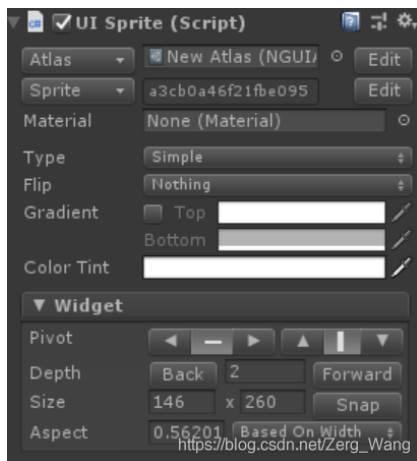 UI Sprite (Script)
Atlas New Atlas (NGUIA Edit
Sprite a3cb0a46f21fbe095 Edit
Material None (Material)
Type Simple
Flip Nothing
Gradient Top
Bottom
Color Tint
Widget
Pivot
Depth Back 2 Forward
Size 146 x 260 Snap
Aspect 0.56201 Based On Width
https://blog.csdn.net/Zerg_Wang